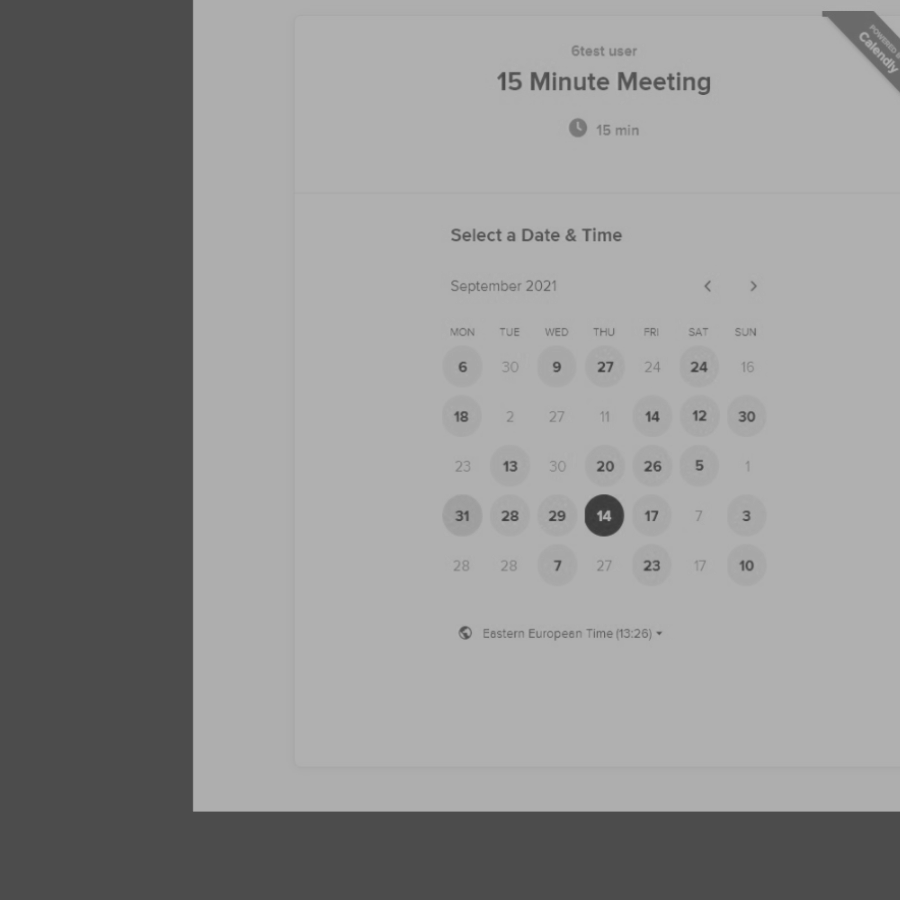 POWERED
Calendly
6test user
15 Minute Meeting
15 min
Select a Date & Time
September 2021
MON TUE WED THU FRI SAT SUN
6 30 9 27 24 24 16
18 2 27 11 14 12 30
23 13 30 20 26 5 1
31 28 29 14 17 7 3
28 28 7 27 23 17 10
Eastern European Time (13:26)